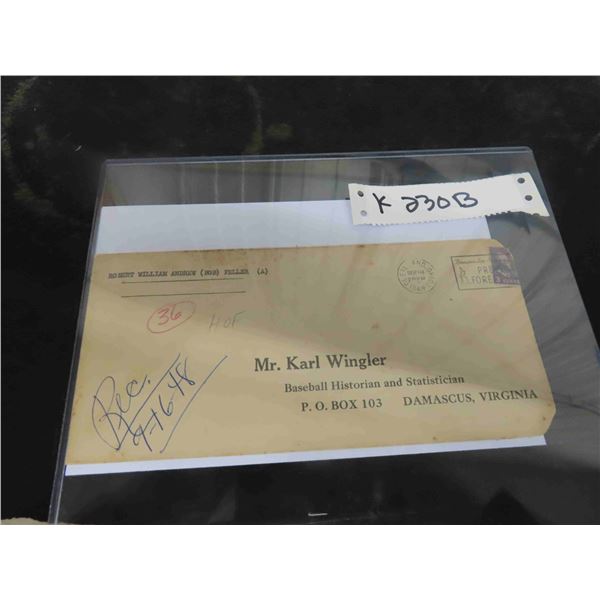 K 230B
ROBERT WILLIAM ANDREW (BOB) FELLER (A)
36
HOF
Mr. Karl Wingler
Baseball Historian and Statistician
P. O. BOX 103 DAMASCUS, VIRGINIA
Rec.
9-16-48